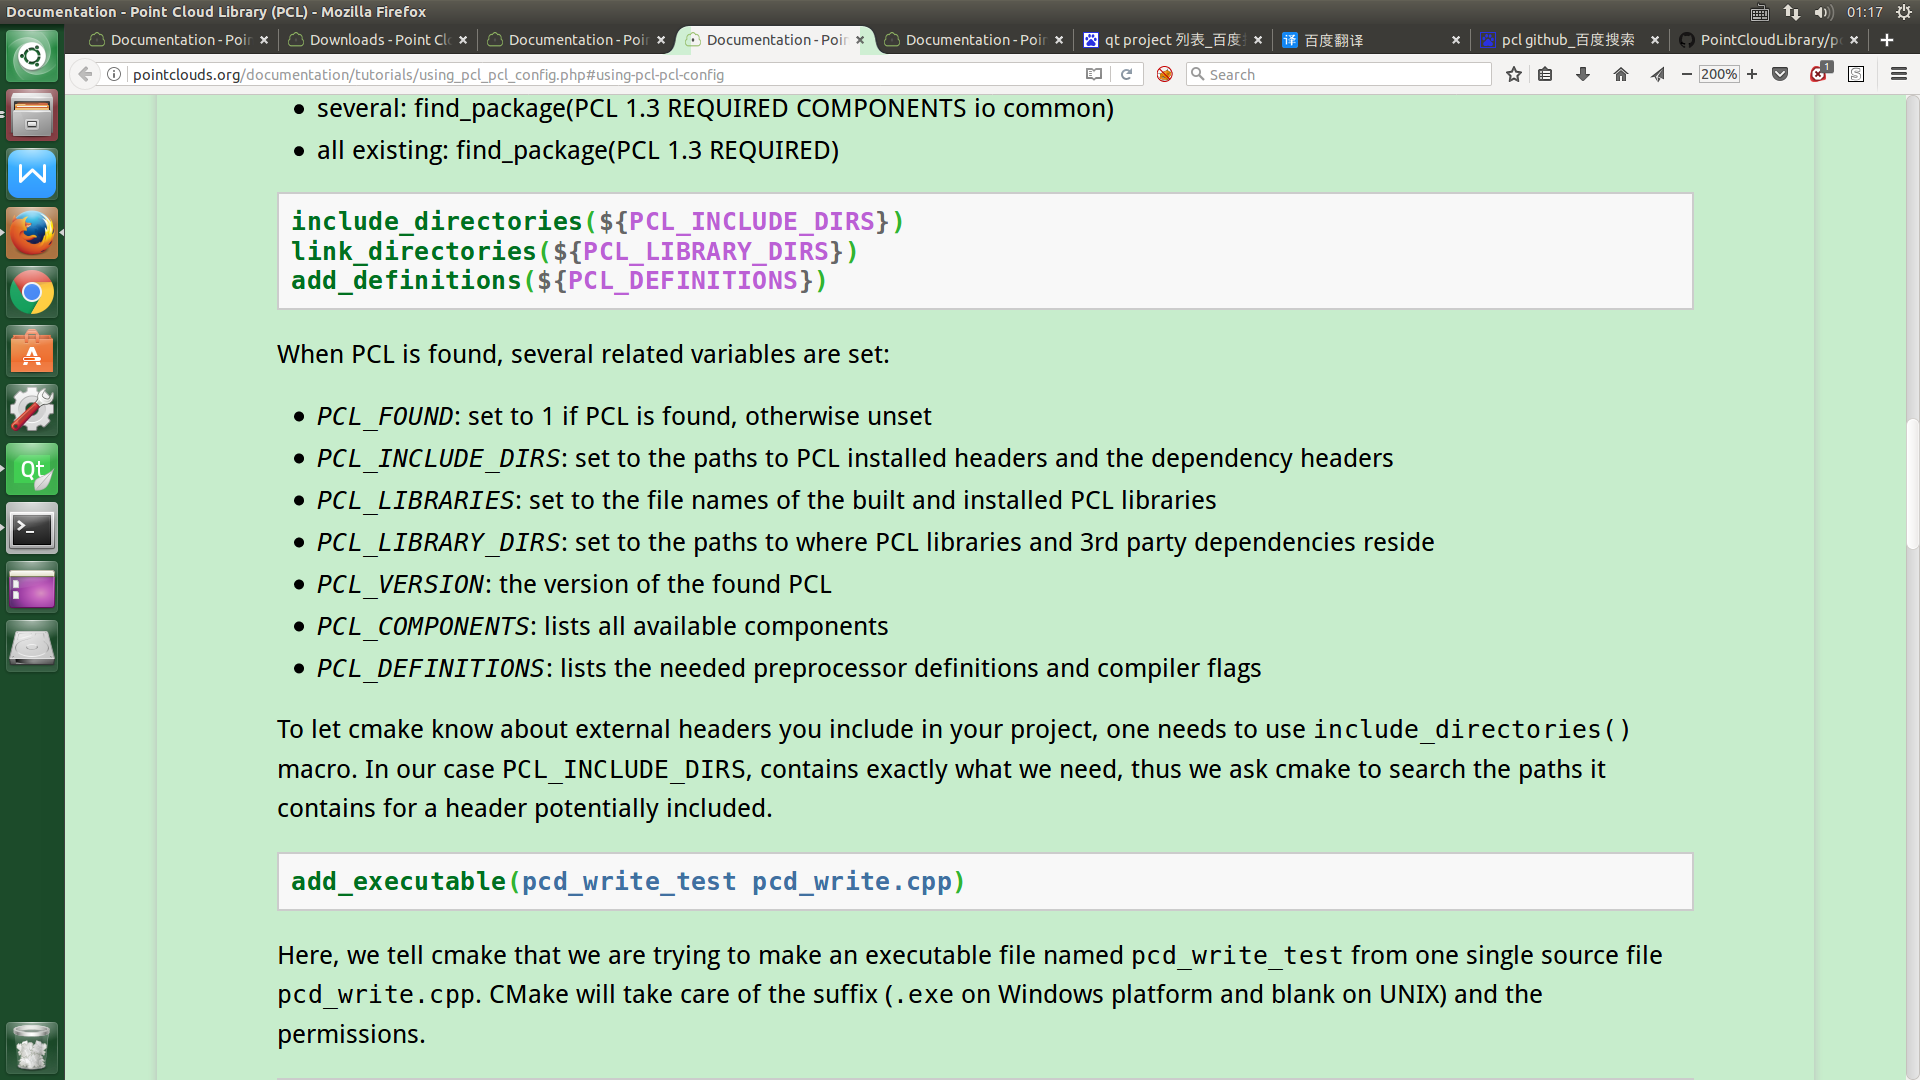 Documentation - Point Cloud Library (PCL) - Mozilla Firefox
01:17
Documentation - Poin
Downloads - Point Clo
Documentation - Poin
Documentation - Poin
Documentation - Poin
qt project 列表_百度
百度翻译
pcl github_百度搜索
PointCloudLibrary/p
pointclouds.org/documentation/tutorials/using_pcl_pcl_config.php#using-pcl-pcl-config
Search
200%
1
several: find_package(PCL 1.3 REQUIRED COMPONENTS io common)
all existing: find_package(PCL 1.3 REQUIRED)
include_directories(${PCL_INCLUDE_DIRS})
link_directories(${PCL_LIBRARY_DIRS})
add_definitions(${PCL_DEFINITIONS})
When PCL is found, several related variables are set:
PCL_FOUND: set to 1 if PCL is found, otherwise unset
PCL_INCLUDE_DIRS: set to the paths to PCL installed headers and the dependency headers
PCL_LIBRARIES: set to the file names of the built and installed PCL libraries
PCL_LIBRARY_DIRS: set to the paths to where PCL libraries and 3rd party dependencies reside
PCL_VERSION: the version of the found PCL
PCL_COMPONENTS: lists all available components
PCL_DEFINITIONS: lists the needed preprocessor definitions and compiler flags
To let cmake know about external headers you include in your project, one needs to use include_directories()
macro. In our case PCL_INCLUDE_DIRS, contains exactly what we need, thus we ask cmake to search the paths it
contains for a header potentially included.
add_executable(pcd_write_test pcd_write.cpp)
Here, we tell cmake that we are trying to make an executable file named pcd_write_test from one single source file
pcd_write.cpp. CMake will take care of the suffix (.exe on Windows platform and blank on UNIX) and the
permissions.